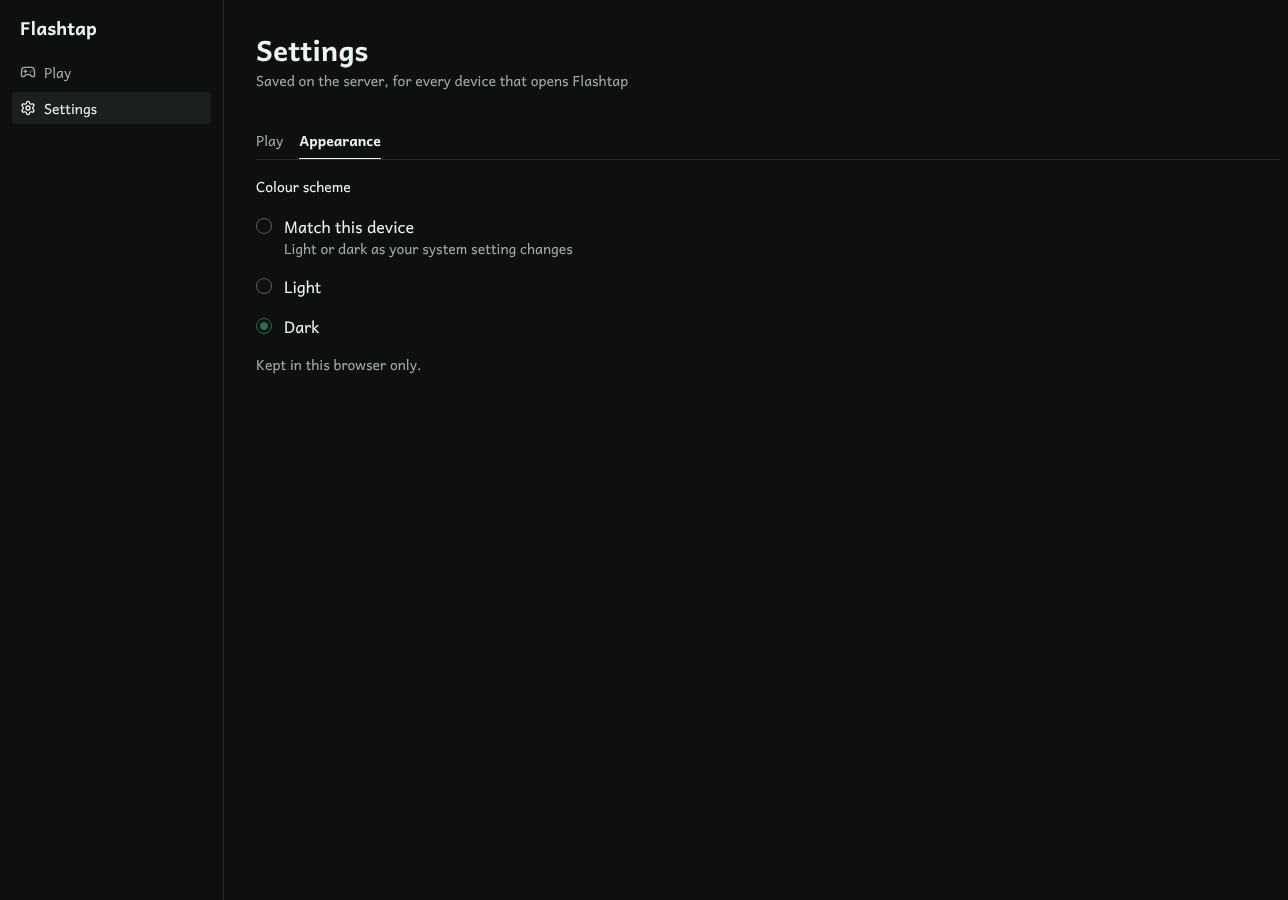 Flashtap
Play
Settings
Settings
Saved on the server, for every device that opens Flashtap
Play
Appearance
Colour scheme
Match this device
Light or dark as your system setting changes
Light
Dark
Kept in this browser only.